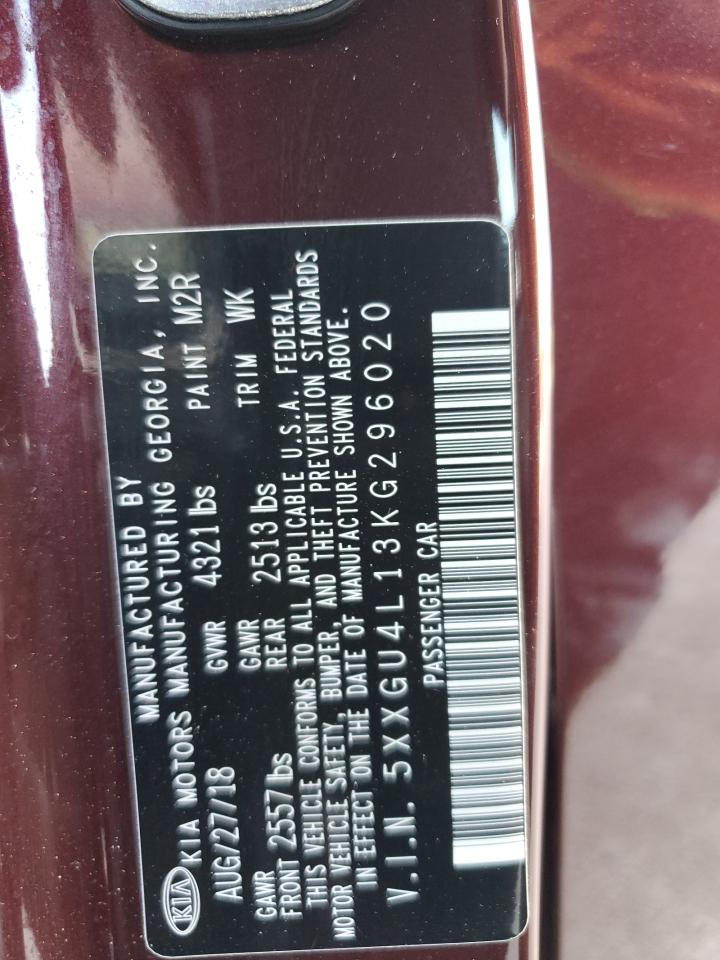 MANUFACTURED BY
KIA KIA MOTORS MANUFACTURING GEORGIA, INC.
AUG/27/18 GVWR 4321 lbs PAINT M2R
GAWR FRONT 2557 lbs GAWR REAR 2513 lbs TRIM WK
THIS VEHICLE CONFORMS TO ALL APPLICABLE U.S.A. FEDERAL
MOTOR VEHICLE SAFETY, BUMPER, AND THEFT PREVENTION STANDARDS
IN EFFECT ON THE DATE OF MANUFACTURE SHOWN ABOVE.
V.I.N. 5XXGU4L13KG296020
PASSENGER CAR